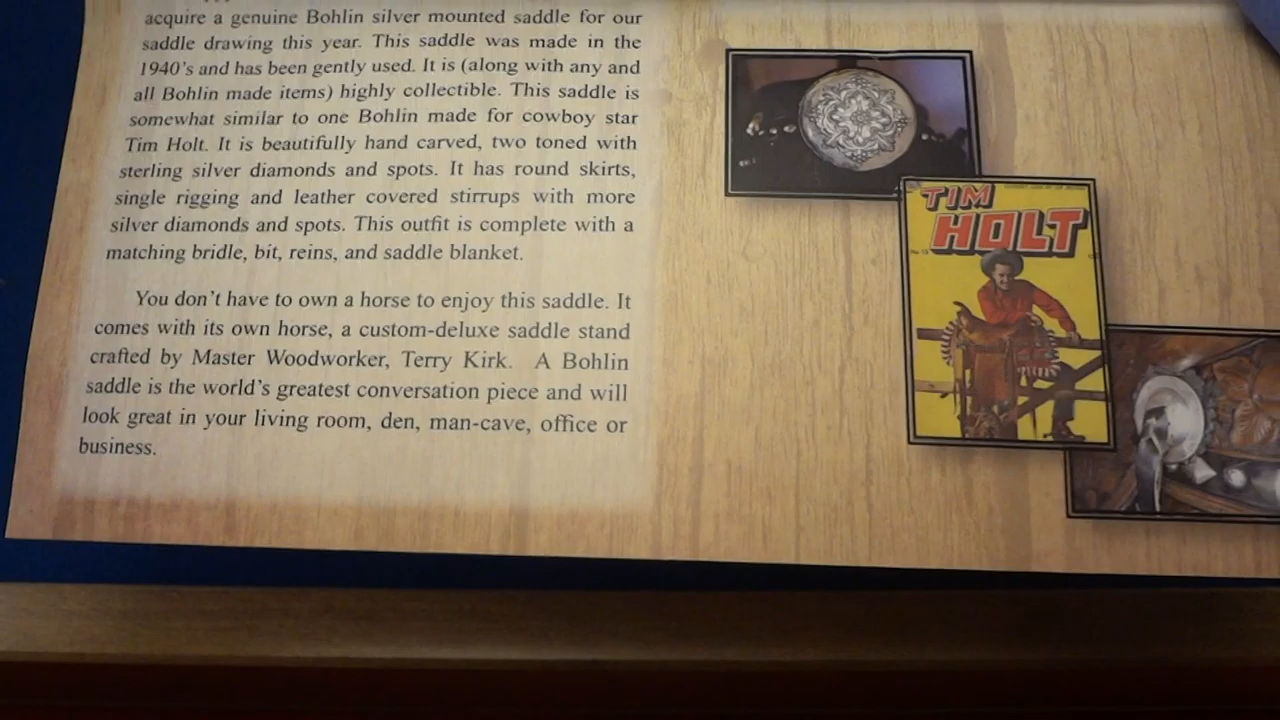 acquire a genuine Bohlin silver mounted saddle for our
saddle drawing this year. This saddle was made in the
1940's and has been gently used. It is (along with any and
all Bohlin made items) highly collectible. This saddle is
somewhat similar to one Bohlin made for cowboy star
Tim Holt. It is beautifully hand carved, two toned with
sterling silver diamonds and spots. It has round skirts,
single rigging and leather covered stirrups with more
silver diamonds and spots. This outfit is complete with a
matching bridle, bit, reins, and saddle blanket.
You don't have to own a horse to enjoy this saddle. It
comes with its own horse, a custom-deluxe saddle stand
crafted by Master Woodworker, Terry Kirk. A Bohlin
saddle is the world's greatest conversation piece and will
look great in your living room, den, man-cave, office or
business.
TIM
HOLT